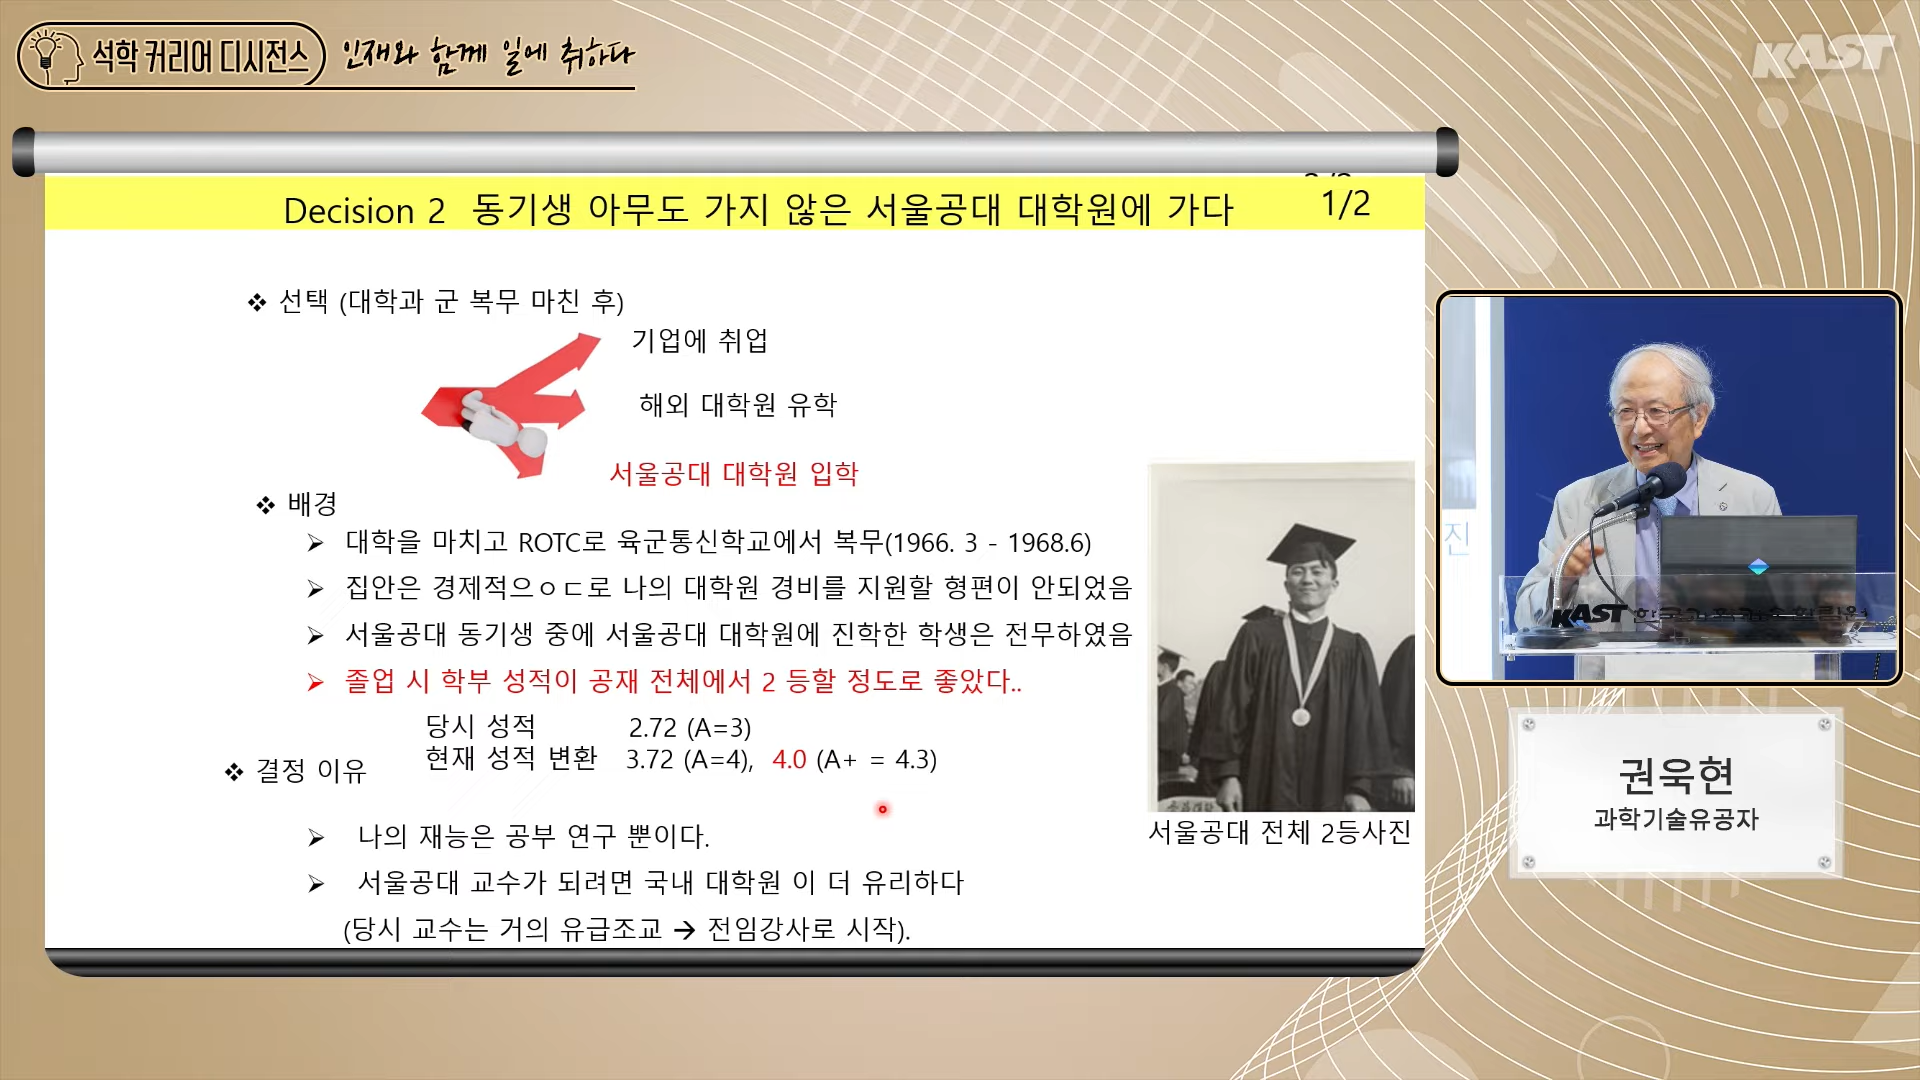 석학 커리어 디시전스 인재와 함께 일에 취하다
KAST
Decision 2 동기생 아무도 가지 않은 서울공대 대학원에 가다 1/2
❖ 선택 (대학과 군 복무 마친 후)
기업에 취업
해외 대학원 유학
서울공대 대학원 입학
❖ 배경
➢ 대학을 마치고 ROTC로 육군통신학교에서 복무(1966. 3 - 1968.6)
➢ 집안은 경제적으ㅇㄷ로 나의 대학원 경비를 지원할 형편이 안되었음
➢ 서울공대 동기생 중에 서울공대 대학원에 진학한 학생은 전무하였음
➢ 졸업 시 학부 성적이 공재 전체에서 2 등할 정도로 좋았다..
당시 성적 2.72 (A=3)
현재 성적 변환 3.72 (A=4), 4.0 (A+ = 4.3)
❖ 결정 이유
➢ 나의 재능은 공부 연구 뿐이다.
➢ 서울공대 교수가 되려면 국내 대학원 이 더 유리하다
(당시 교수는 거의 유급조교 → 전임강사로 시작).
서울공대 전체 2등사진
진
KAST 한국과학기술한림원
권욱현
과학기술유공자